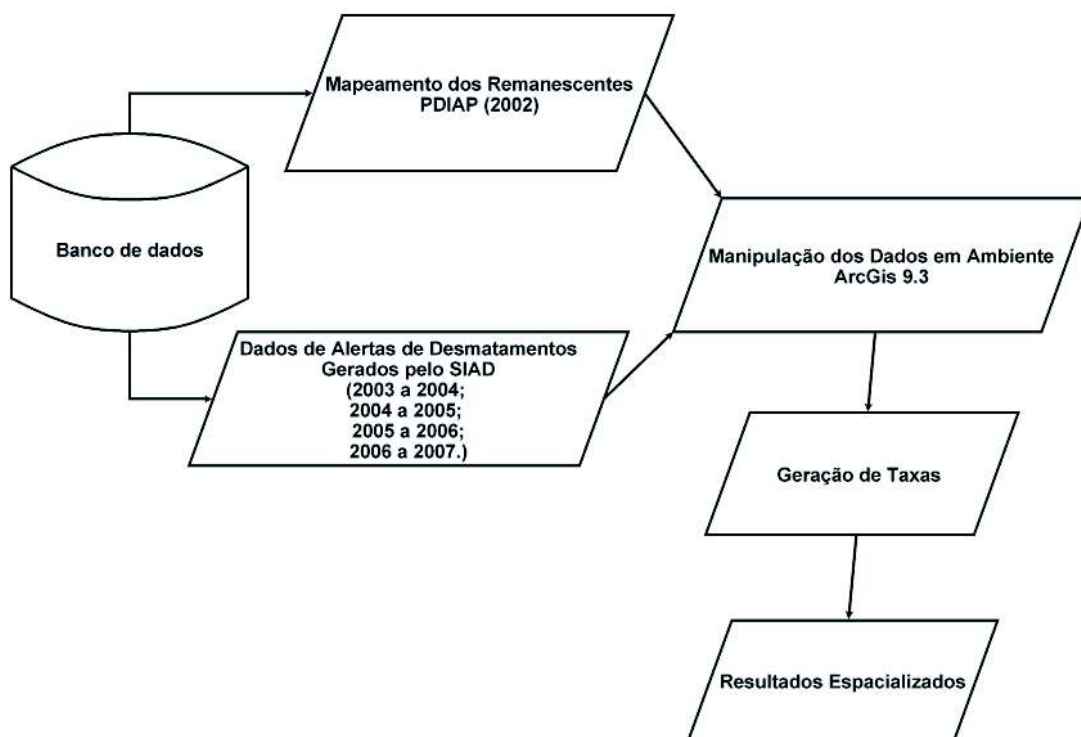 Mapeamento dos Remanescentes
PDIAP (2002)
Banco de dados
Manipulação dos Dados em Ambiente
ArcGis 9.3
Dados de Alertas de Desmatamentos
Gerados pelo SIAD
(2003 a 2004;
2004 a 2005;
2005 a 2006;
2006 a 2007.)
Geração de Taxas
Resultados Espacializados